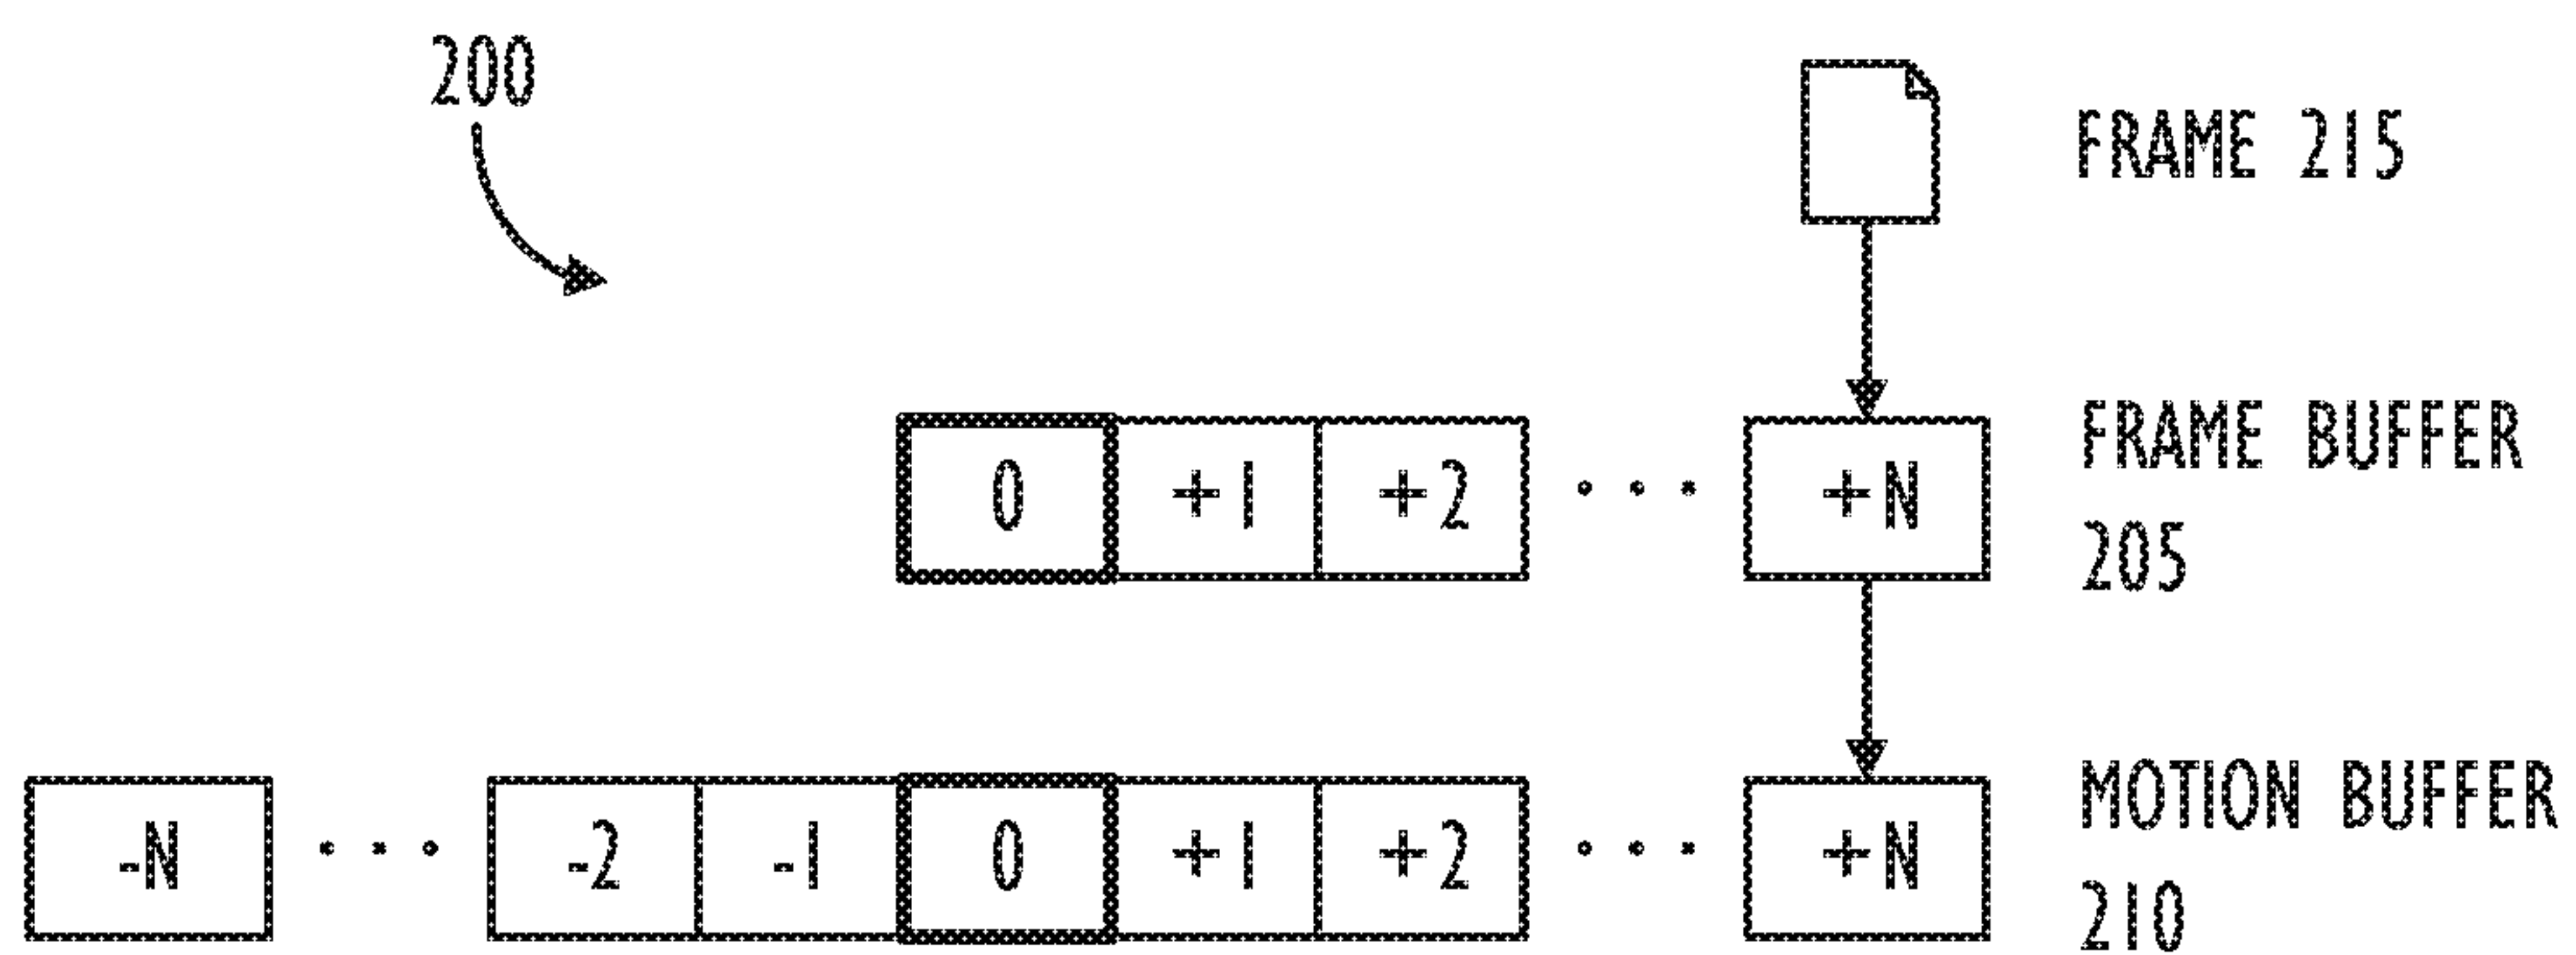 200
FRAME 215
0 +1 +2 • • • +N
FRAME BUFFER
205
-N • • • -2 -1 0 +1 +2 • • • +N
MOTION BUFFER
210